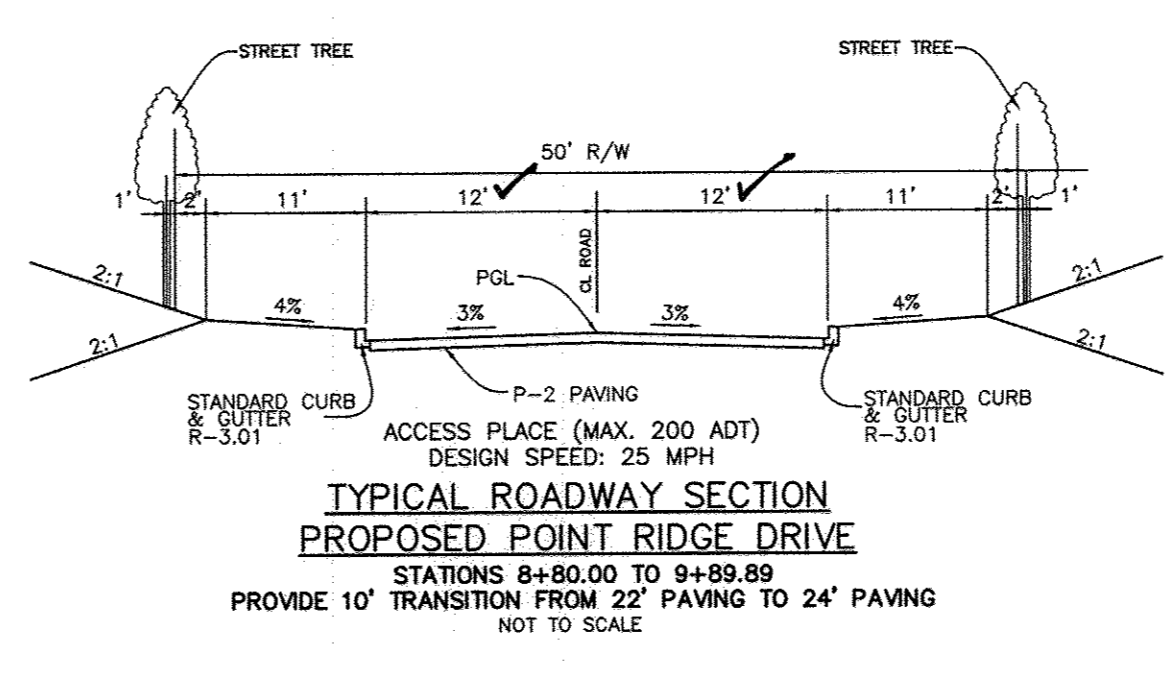 STREET TREE
STREET TREE
50' R/W
1'
2'
11'
12'
12'
11'
2'
1'
CL ROAD
2:1
2:1
PGL
4%
3%
3%
4%
2:1
2:1
P-2 PAVING
STANDARD CURB
& GUTTER
R-3.01
STANDARD CURB
& GUTTER
R-3.01
ACCESS PLACE (MAX. 200 ADT)
DESIGN SPEED: 25 MPH
TYPICAL ROADWAY SECTION
PROPOSED POINT RIDGE DRIVE
STATIONS 8+80.00 TO 9+89.89
PROVIDE 10' TRANSITION FROM 22' PAVING TO 24' PAVING
NOT TO SCALE